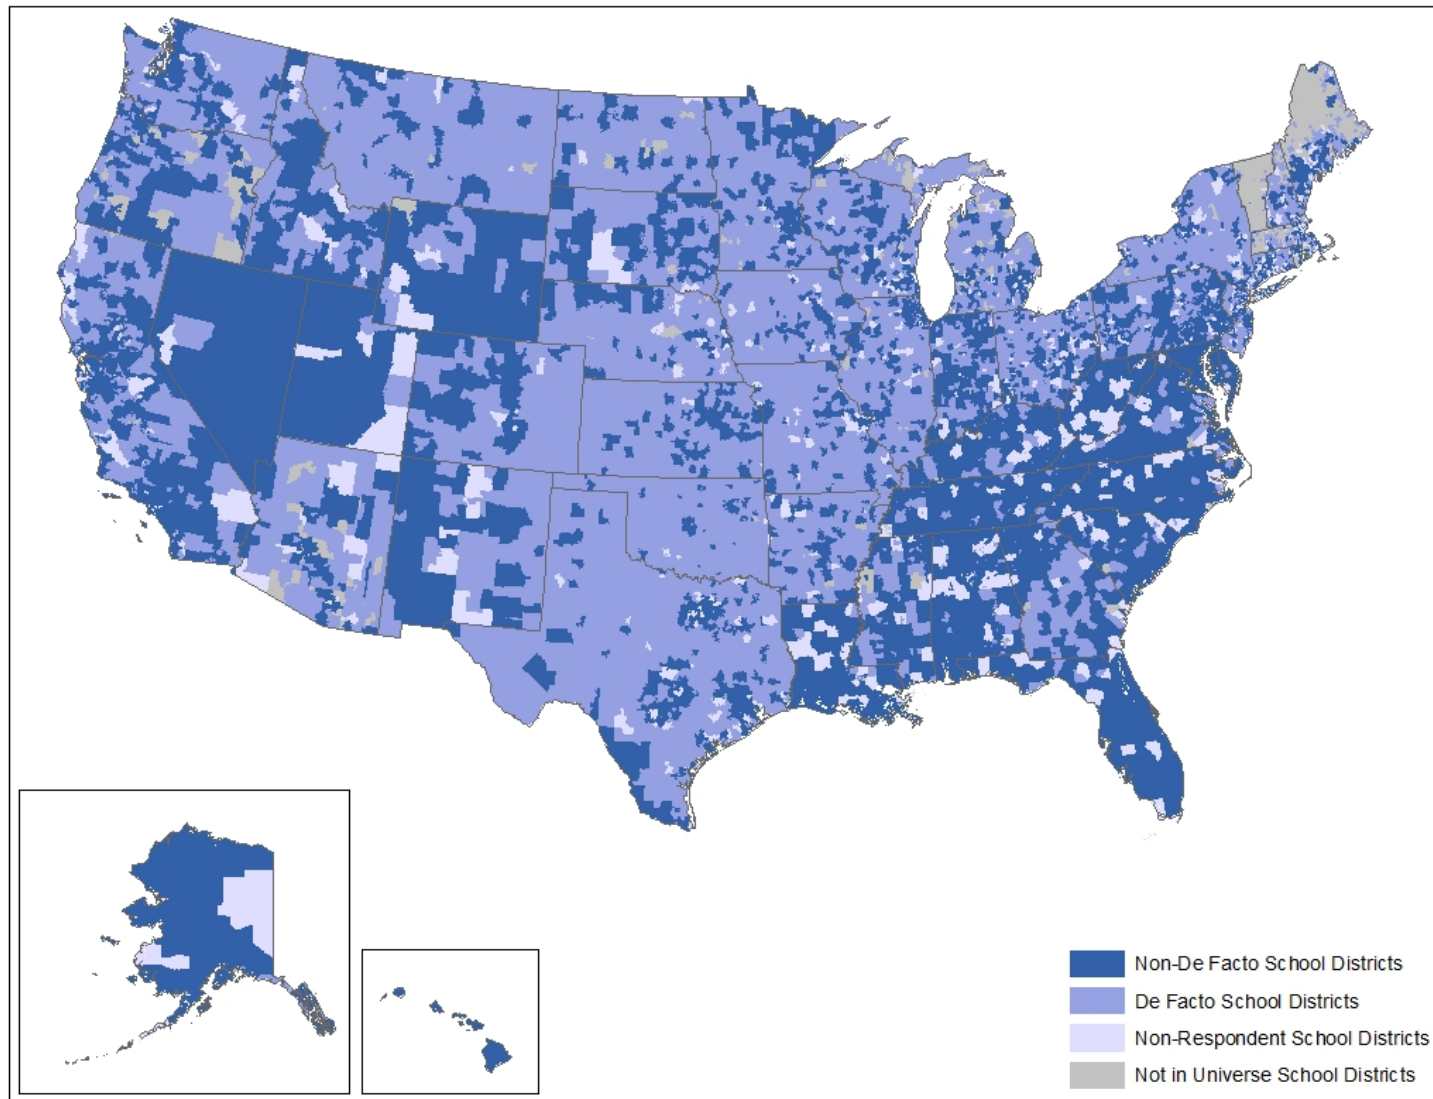 Non-De Facto School Districts
De Facto School Districts
Non-Respondent School Districts
Not in Universe School Districts